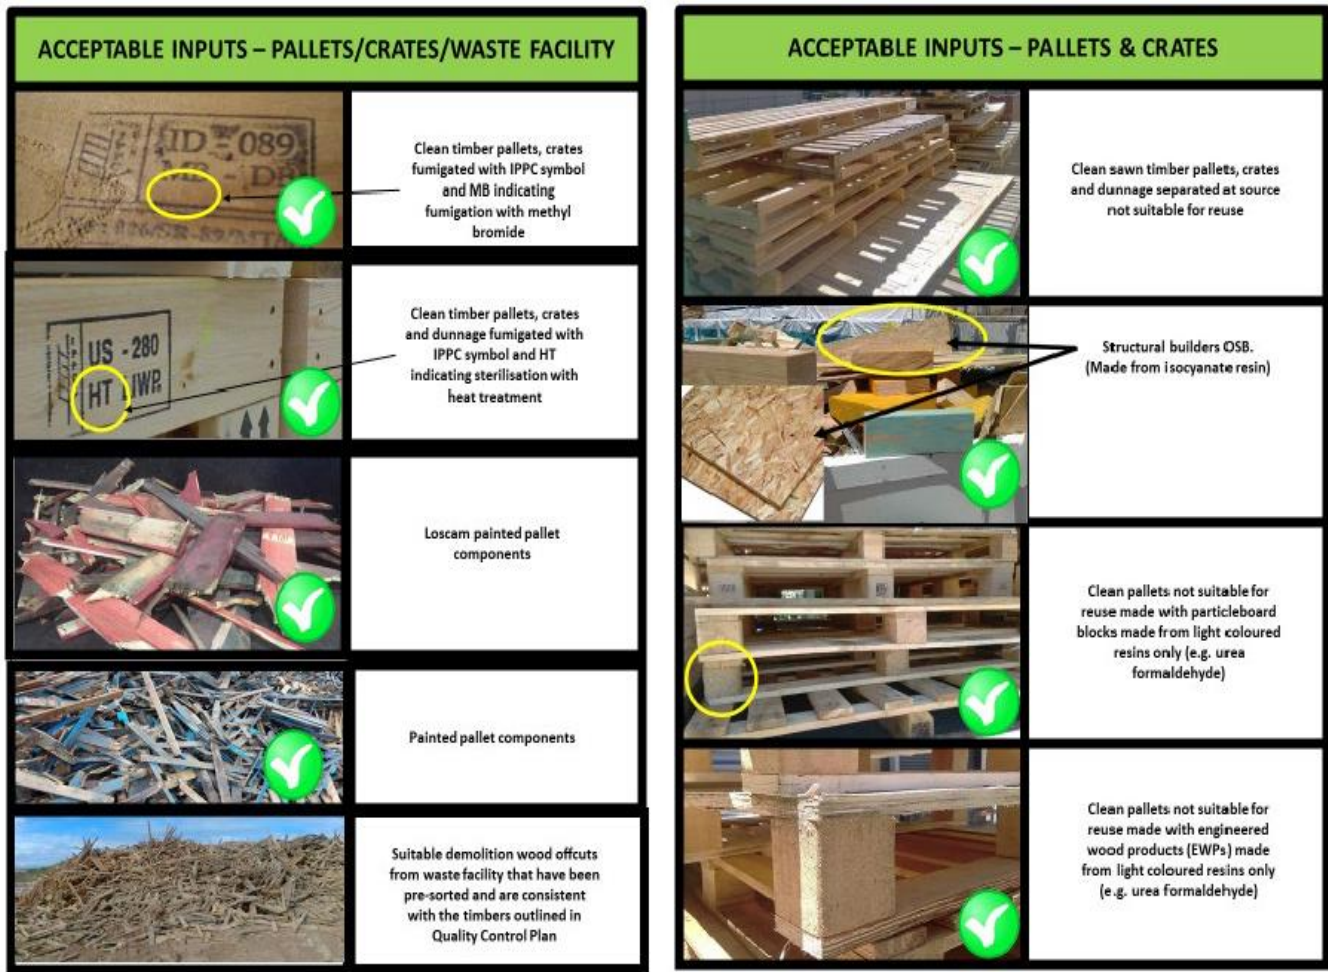 ACCEPTABLE INPUTS – PALLETS/CRATES/WASTE FACILITY
ID - 089
Clean timber pallets, crates
fumigated with IPPC symbol
and MB indicating
fumigation with methyl
bromide
US - 280
HT
Clean timber pallets, crates
and dunnage fumigated with
IPPC symbol and HT
indicating sterilisation with
heat treatment
Loscam painted pallet
components
Painted pallet components
Suitable demolition wood offcuts
from waste facility that have been
pre-sorted and are consistent
with the timbers outlined in
Quality Control Plan
ACCEPTABLE INPUTS – PALLETS & CRATES
Clean sawn timber pallets, crates
and dunnage separated at source
not suitable for reuse
Structural builders OSB.
(Made from isocyanate resin)
Clean pallets not suitable for
reuse made with particleboard
blocks made from light coloured
resins only (e.g. urea
formaldehyde)
Clean pallets not suitable for
reuse made with engineered
wood products (EWPs) made
from light coloured resins only
(e.g. urea formaldehyde)